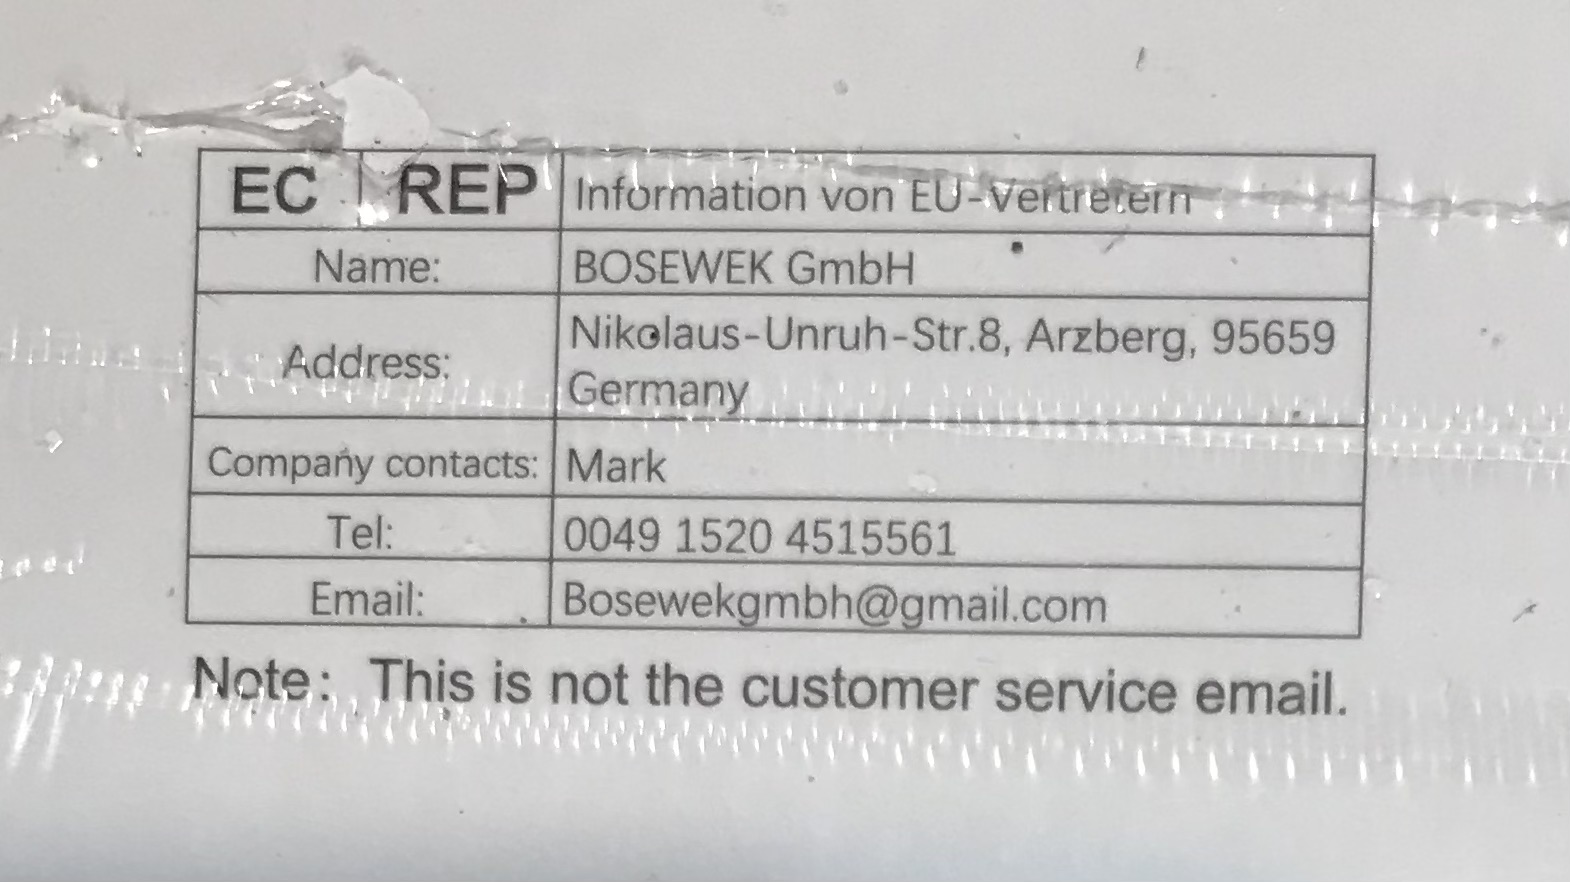 EC REP Information von EU-Vertretern
Name: BOSEWEK GmbH
Address: Nikolaus-Unruh-Str.8, Arzberg, 95659
Germany
Company contacts: Mark
Tel: 0049 1520 4515561
Email: Bosewekgmbh@gmail.com
Note: This is not the customer service email.